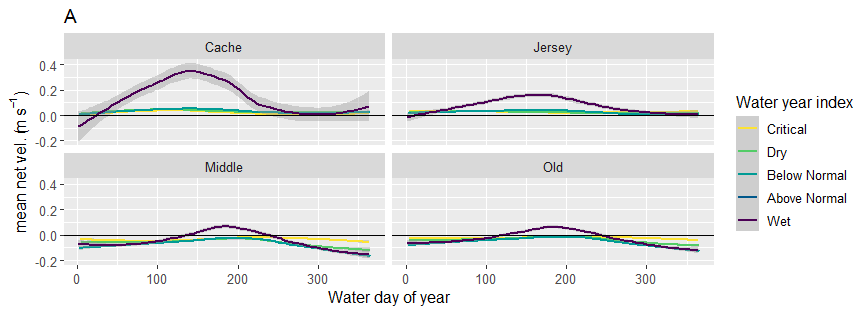 A
Cache
Jersey
0.4
0.2
0.0
-0.2
Middle
Old
0.4
0.2
0.0
-0.2
0
100
200
300
0
100
200
300
Water day of year
mean net vel. (m s⁻¹)
Water year index
Critical
Dry
Below Normal
Above Normal
Wet